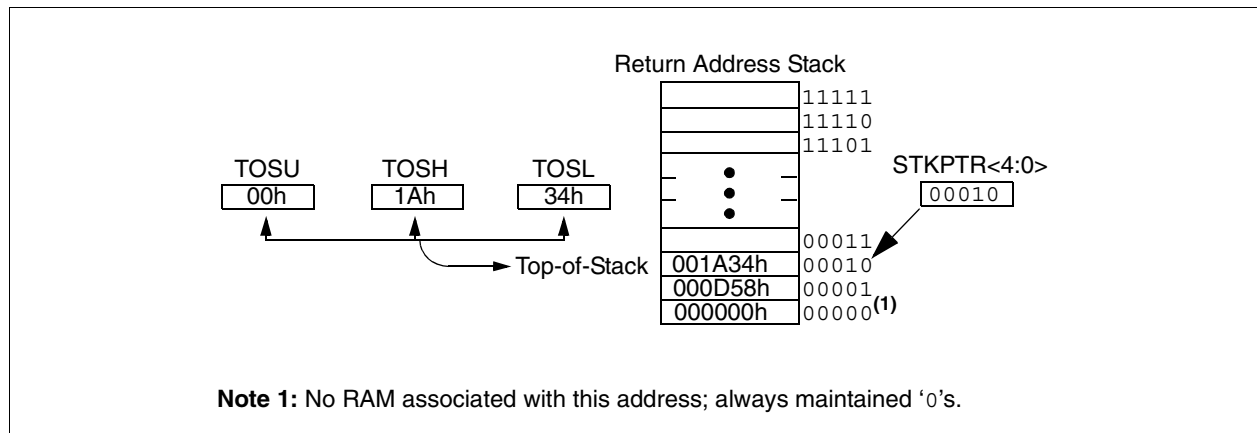 Return Address Stack
11111
11110
11101
TOSU TOSH TOSL
00h 1Ah 34h
STKPTR<4:0>
00010
00011
Top-of-Stack 001A34h 00010
000D58h 00001
000000h 00000(1)
Note 1: No RAM associated with this address; always maintained ‘0’s.